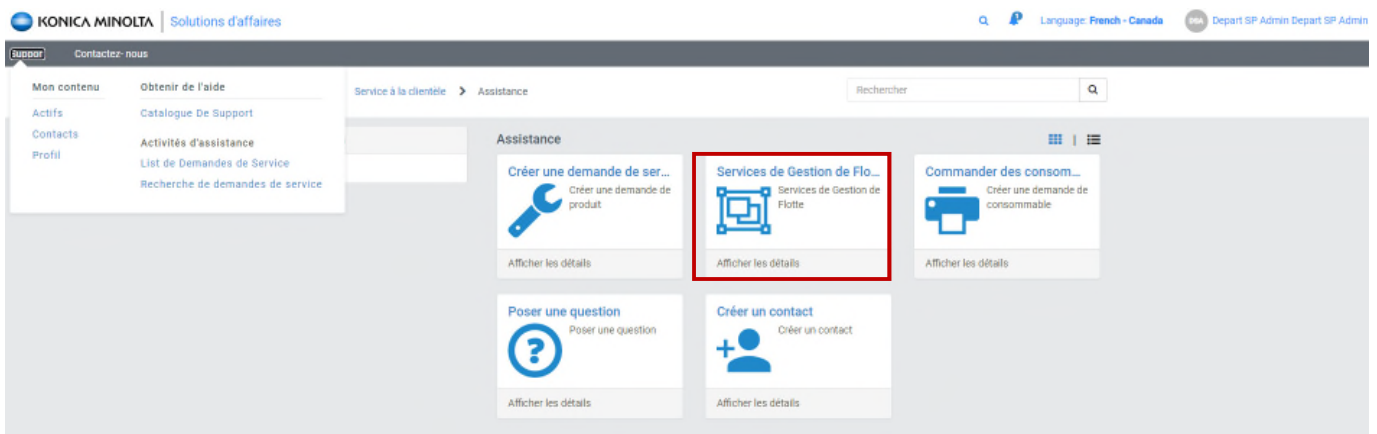 KONICA MINOLTA Solutions d'affaires
Language: French - Canada
DSA Depart SP Admin Depart SP Admin
Suppor Contactez- nous
Mon contenu
Actifs
Contacts
Profil
Obtenir de l'aide
Catalogue De Support
Activités d'assistance
List de Demandes de Service
Recherche de demandes de service
Service à la clientèle > Assistance
Rechercher
Assistance
Créer une demande de ser...
Créer une demande de
produit
Afficher les détails
Services de Gestion de Flo...
Services de Gestion de
Flotte
Afficher les détails
Commander des consom...
Créer une demande de
consommable
Afficher les détails
Poser une question
Poser une question
Afficher les détails
Créer un contact
Créer un contact
Afficher les détails